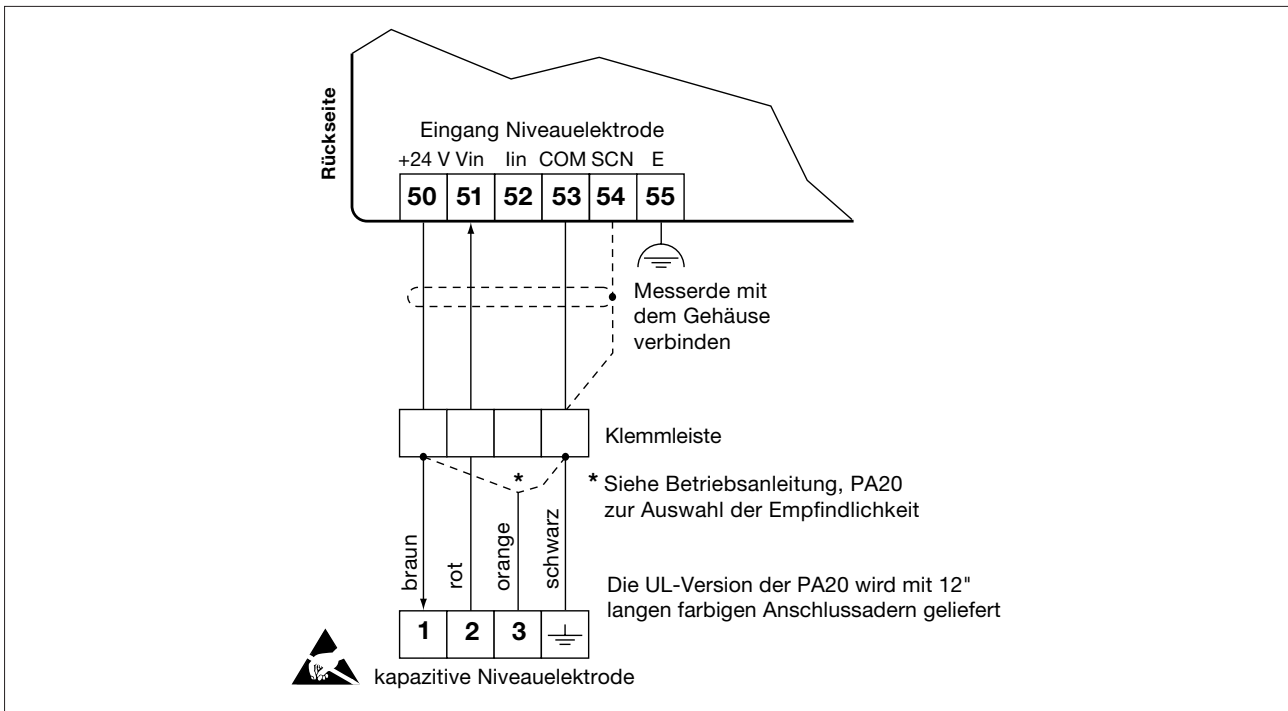 Rückseite
Eingang Niveauelektrode
+24 V Vin Iin COM SCN E
50 51 52 53 54 55
Messerde mit
dem Gehäuse
verbinden
Klemmleiste
*
* Siehe Betriebsanleitung, PA20
zur Auswahl der Empfindlichkeit
braun
rot
orange
schwarz
Die UL-Version der PA20 wird mit 12"
langen farbigen Anschlussadern geliefert
1 2 3
kapazitive Niveauelektrode